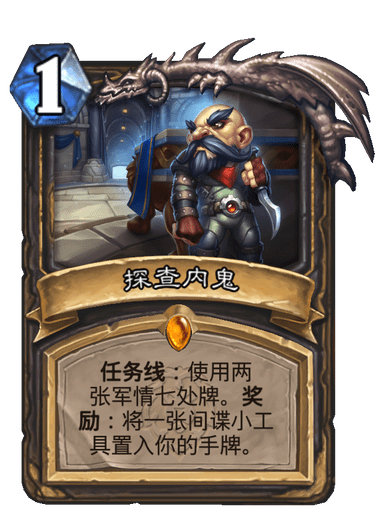 1
探查内鬼
任务线：使用两
张军情七处牌。奖
励：将一张间谍小工
具置入你的手牌。